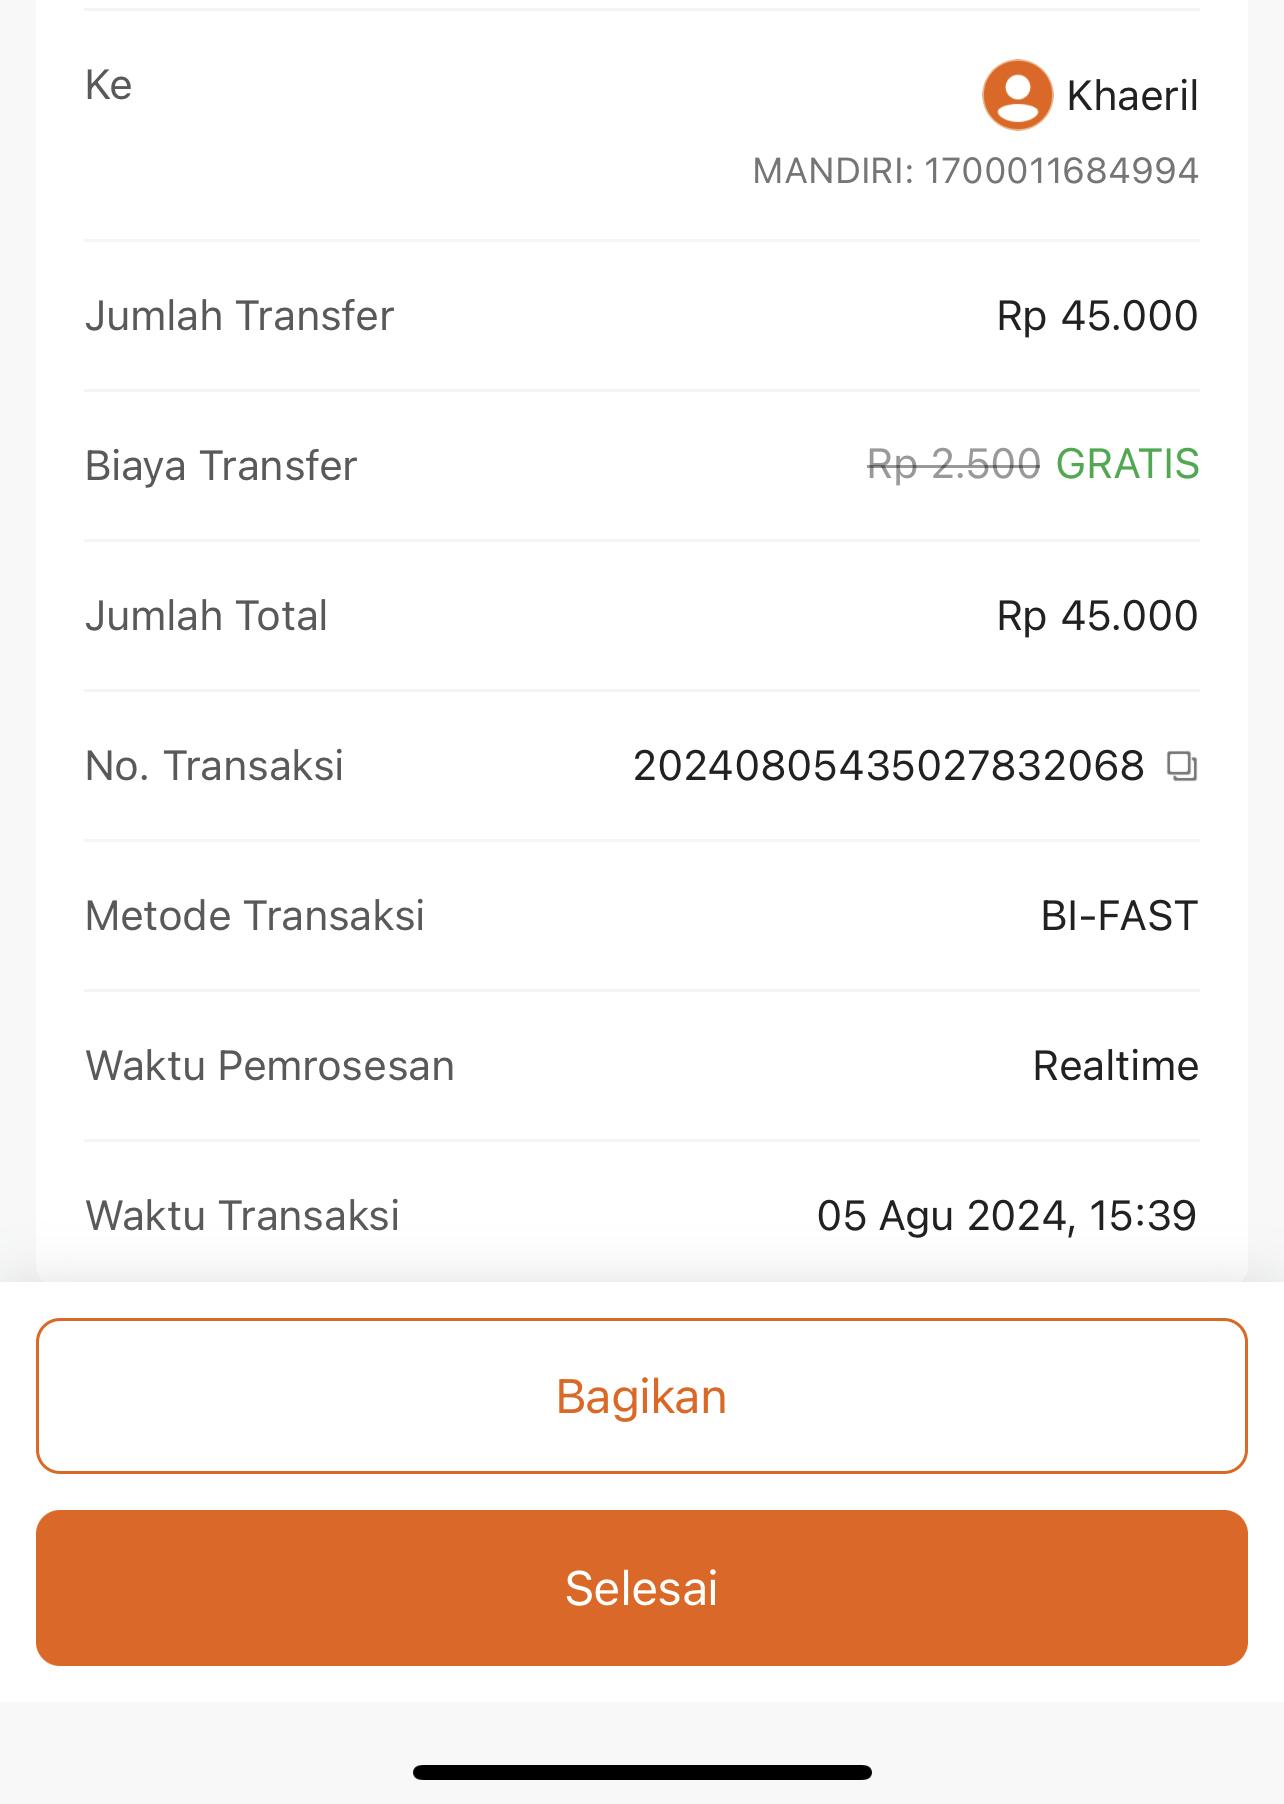 Ke
Khaeril
MANDIRI: 1700011684994
Jumlah Transfer Rp 45.000
Biaya Transfer Rp 2.500 GRATIS
Jumlah Total Rp 45.000
No. Transaksi 20240805435027832068
Metode Transaksi BI-FAST
Waktu Pemrosesan Realtime
Waktu Transaksi 05 Agu 2024, 15:39
Bagikan
Selesai